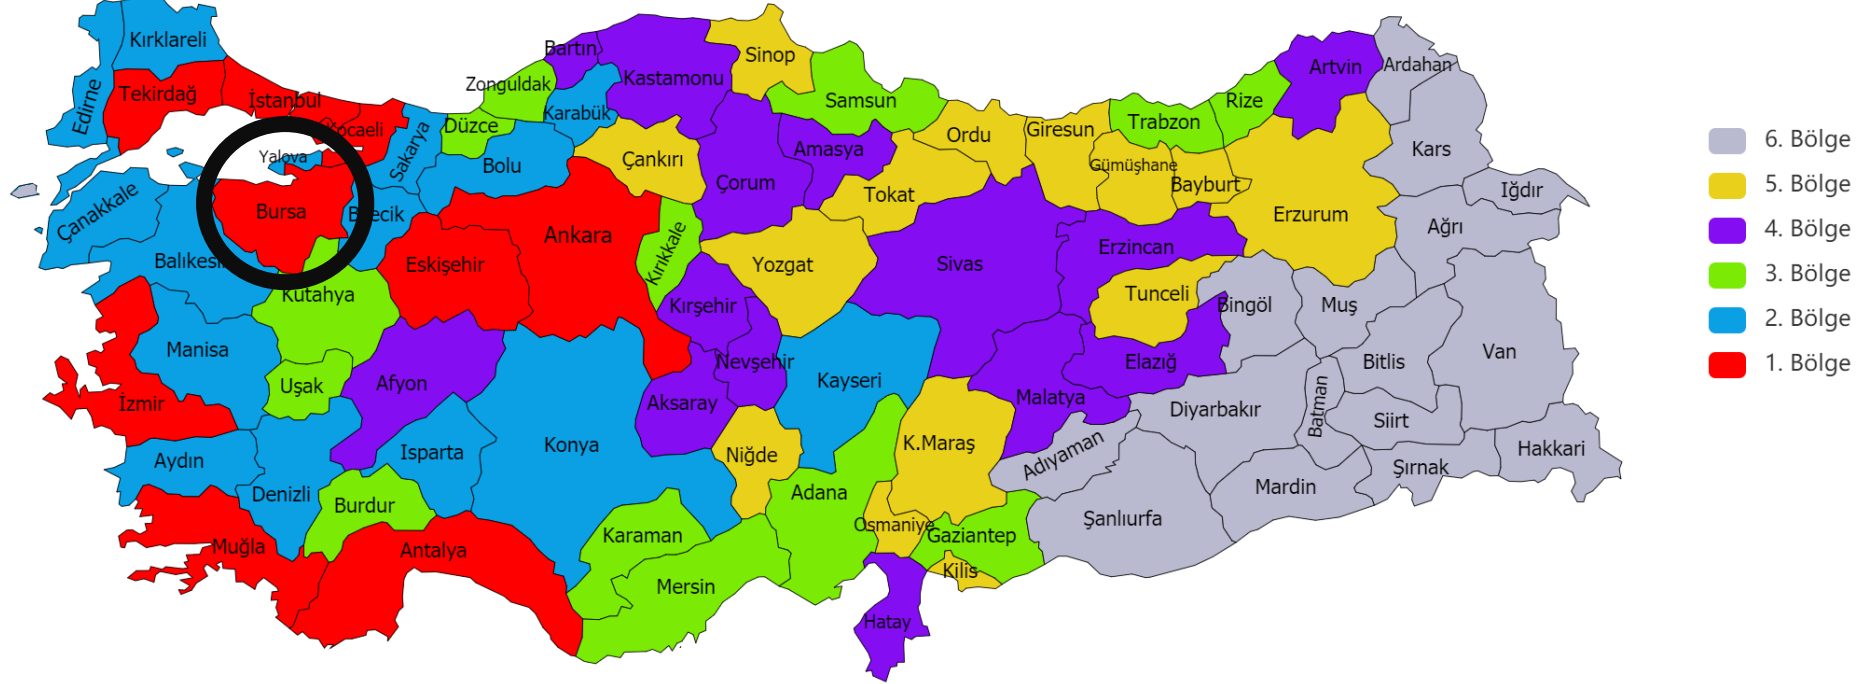 Kırklareli
Edirne
Tekirdağ
İstanbul
Kocaeli
Yalova
Sakarya
Düzce
Zonguldak
Bartın
Karabük
Kastamonu
Sinop
Samsun
Bolu
Çankırı
Çorum
Amasya
Ordu
Giresun
Trabzon
Rize
Artvin
Ardahan
Kars
Iğdır
Ağrı
Gümüşhane
Bayburt
Erzurum
Tokat
Çanakkale
Bursa
Bilecik
Balıkesir
Eskişehir
Ankara
Kırıkkale
Yozgat
Sivas
Erzincan
Tunceli
Bingöl
Muş
Kütahya
Kırşehir
Nevşehir
Manisa
Uşak
Afyon
Aksaray
Kayseri
Malatya
Elazığ
Bitlis
Van
İzmir
Aydın
Denizli
Isparta
Konya
Niğde
K.Maraş
Adıyaman
Diyarbakır
Batman
Siirt
Şırnak
Hakkari
Mardin
Şanlıurfa
Burdur
Muğla
Antalya
Karaman
Mersin
Adana
Osmaniye
Gaziantep
Kilis
Hatay
6. Bölge
5. Bölge
4. Bölge
3. Bölge
2. Bölge
1. Bölge